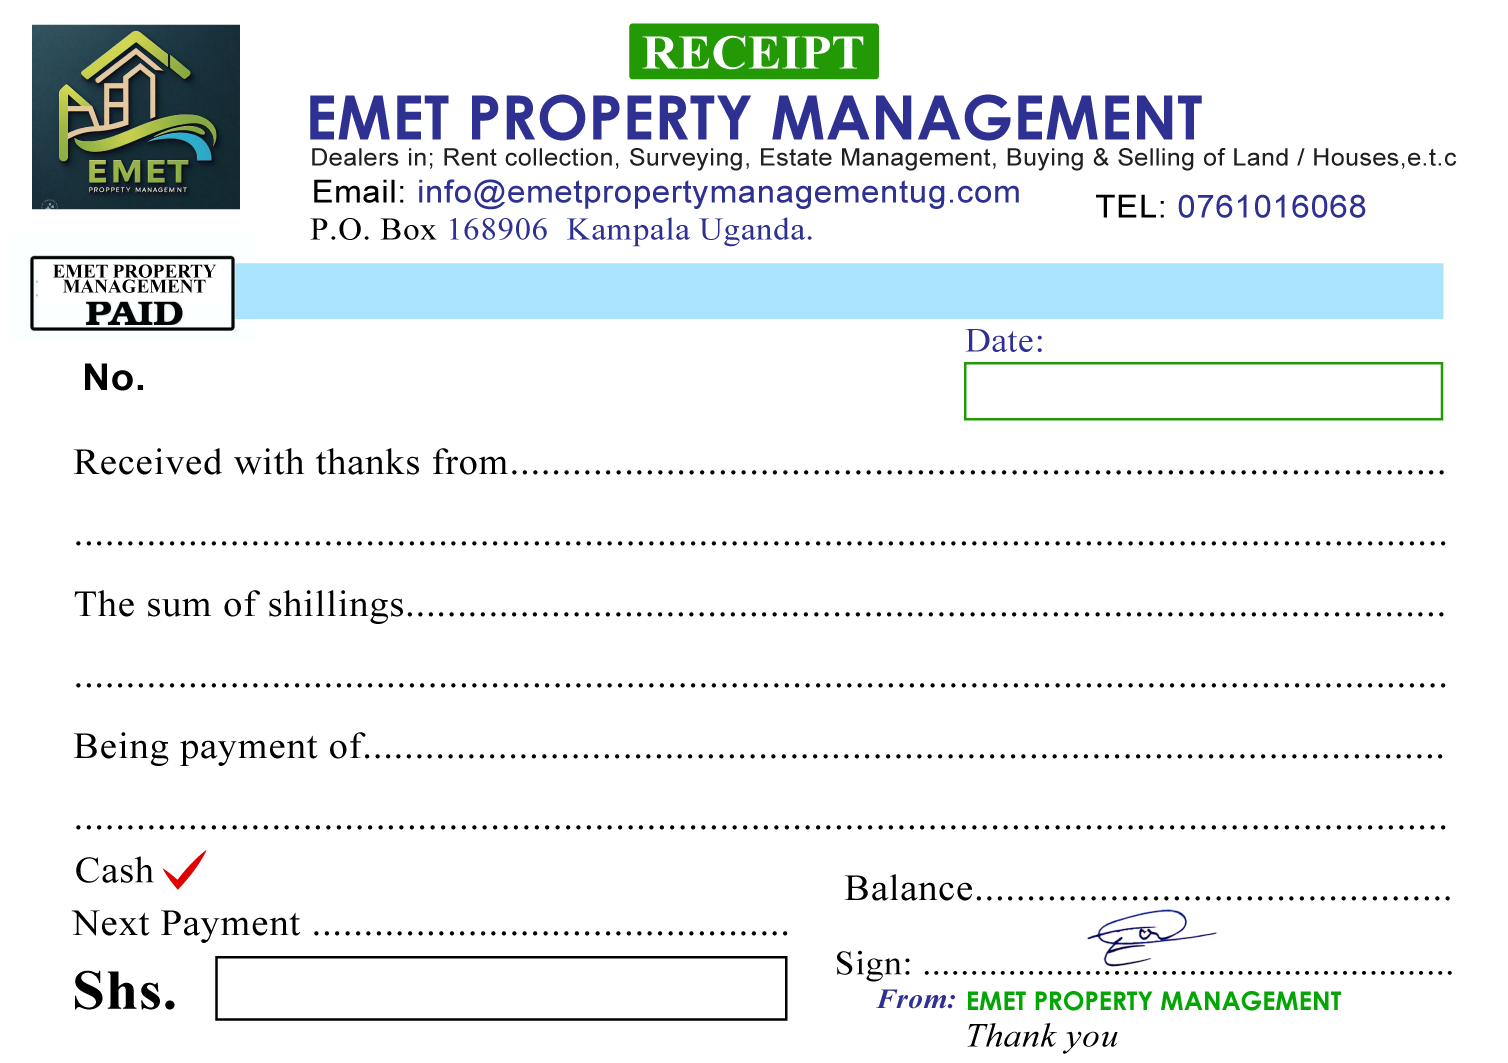 RECEIPT
EMET PROPERTY MANAGEMENT
Dealers in; Rent collection, Surveying, Estate Management, Buying & Selling of Land / Houses,e.t.c
Email: info@emetpropertymanagementug.com
TEL: 0761016068
P.O. Box 168906 Kampala Uganda.
EMET
PROPPETY MANAGEMNT
EMET PROPERTY
MANAGEMENT
PAID
Date:
No.
Received with thanks from..........................................................................................
....................................................................................................................................
The sum of shillings....................................................................................................
....................................................................................................................................
Being payment of........................................................................................................
....................................................................................................................................
Cash
Balance..............................................
Next Payment ..............................................
Sign: ...................................................
Shs.
From: EMET PROPERTY MANAGEMENT
Thank you